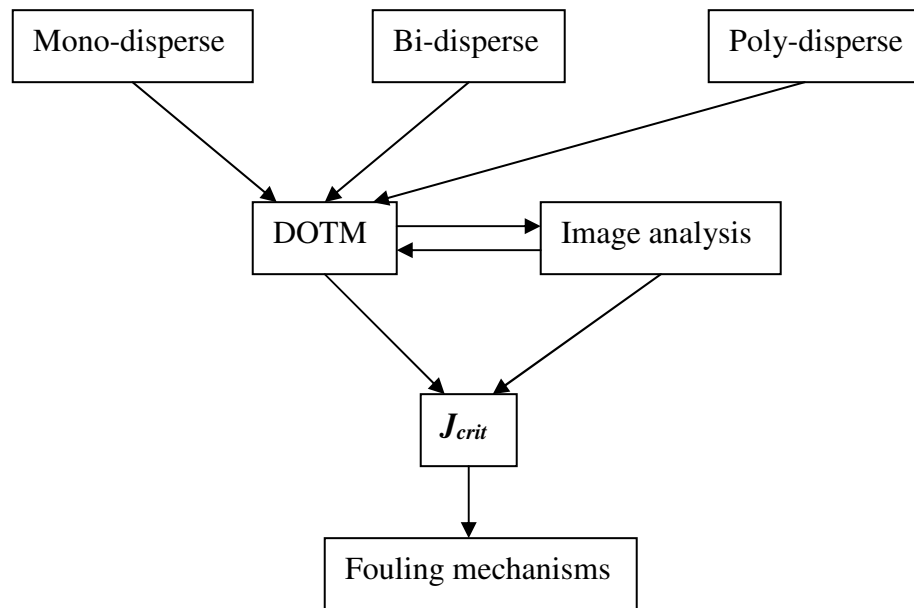 Mono-disperse
Bi-disperse
Poly-disperse
DOTM
Image analysis
Jcrit
Fouling mechanisms